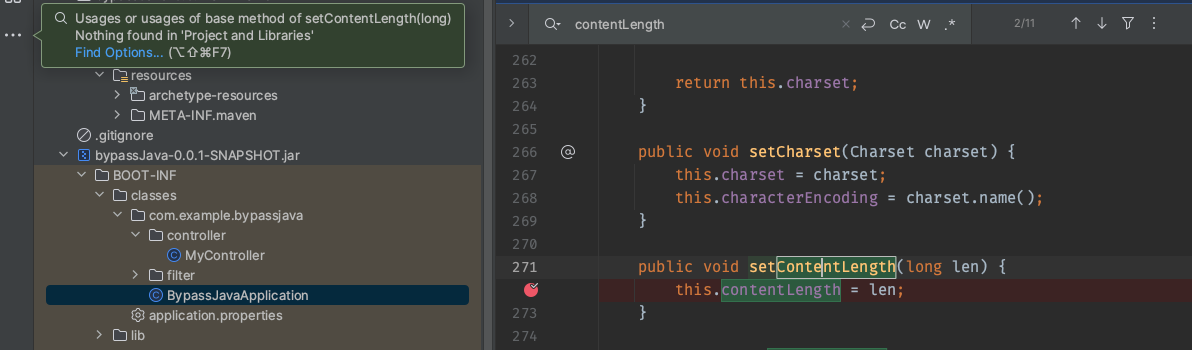 Usages or usages of base method of setContentLength(long)
Nothing found in 'Project and Libraries'
Find Options... (⌥⇧⌘F7)
resources
archetype-resources
META-INF.maven
.gitignore
bypassJava-0.0.1-SNAPSHOT.jar
BOOT-INF
classes
com.example.bypassjava
controller
MyController
filter
BypassJavaApplication
application.properties
lib
contentLength
Cc W .* 2/11
262
263 return this.charset;
264 }
265
266 @ public void setCharset(Charset charset) {
267 this.charset = charset;
268 this.characterEncoding = charset.name();
269 }
270
271 public void setContentLength(long len) {
this.contentLength = len;
273 }
274